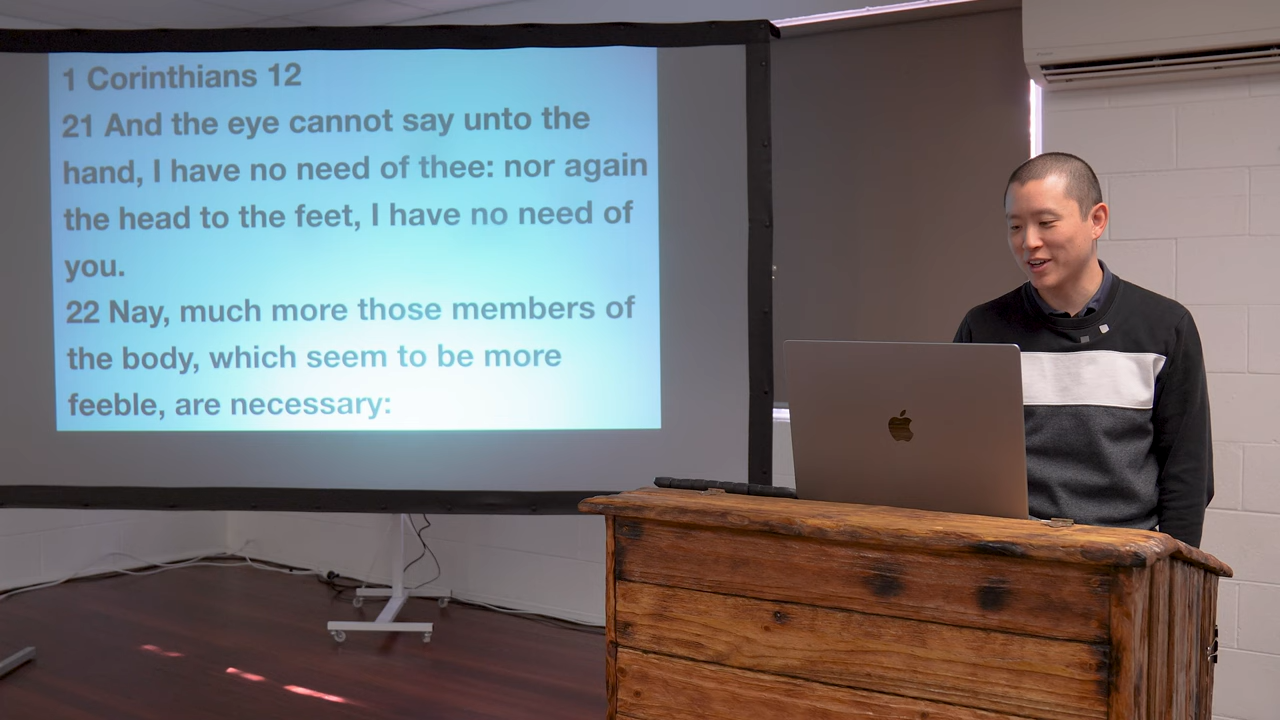 1 Corinthians 12
21 And the eye cannot say unto the
hand, I have no need of thee: nor again
the head to the feet, I have no need of
you.
22 Nay, much more those members of
the body, which seem to be more
feeble, are necessary: